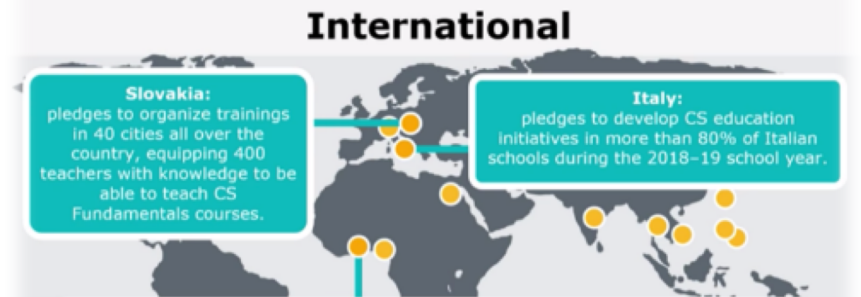 International
Slovakia:
pledges to organize trainings
in 40 cities all over the
country, equipping 400
teachers with knowledge to be
able to teach CS
Fundamentals courses.
Italy:
pledges to develop CS education
initiatives in more than 80% of Italian
schools during the 2018–19 school year.